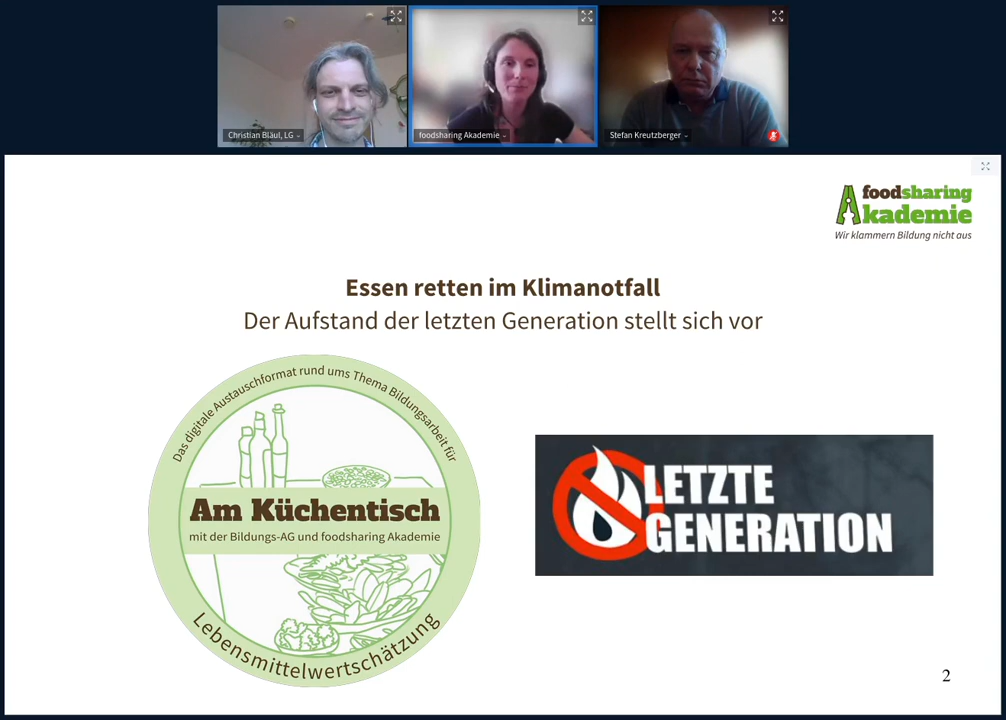 Christian Bläul, LG
foodsharing Akademie
Stefan Kreutzberger
foodsharing
Akademie
Wir klammern Bildung nicht aus
Essen retten im Klimanotfall
Der Aufstand der letzten Generation stellt sich vor
Das digitale Austauschformat rund ums Thema Bildungsarbeit für
Am Küchentisch
mit der Bildungs-AG und foodsharing Akademie
Lebensmittelwertschätzung
LETZTE
GENERATION
2